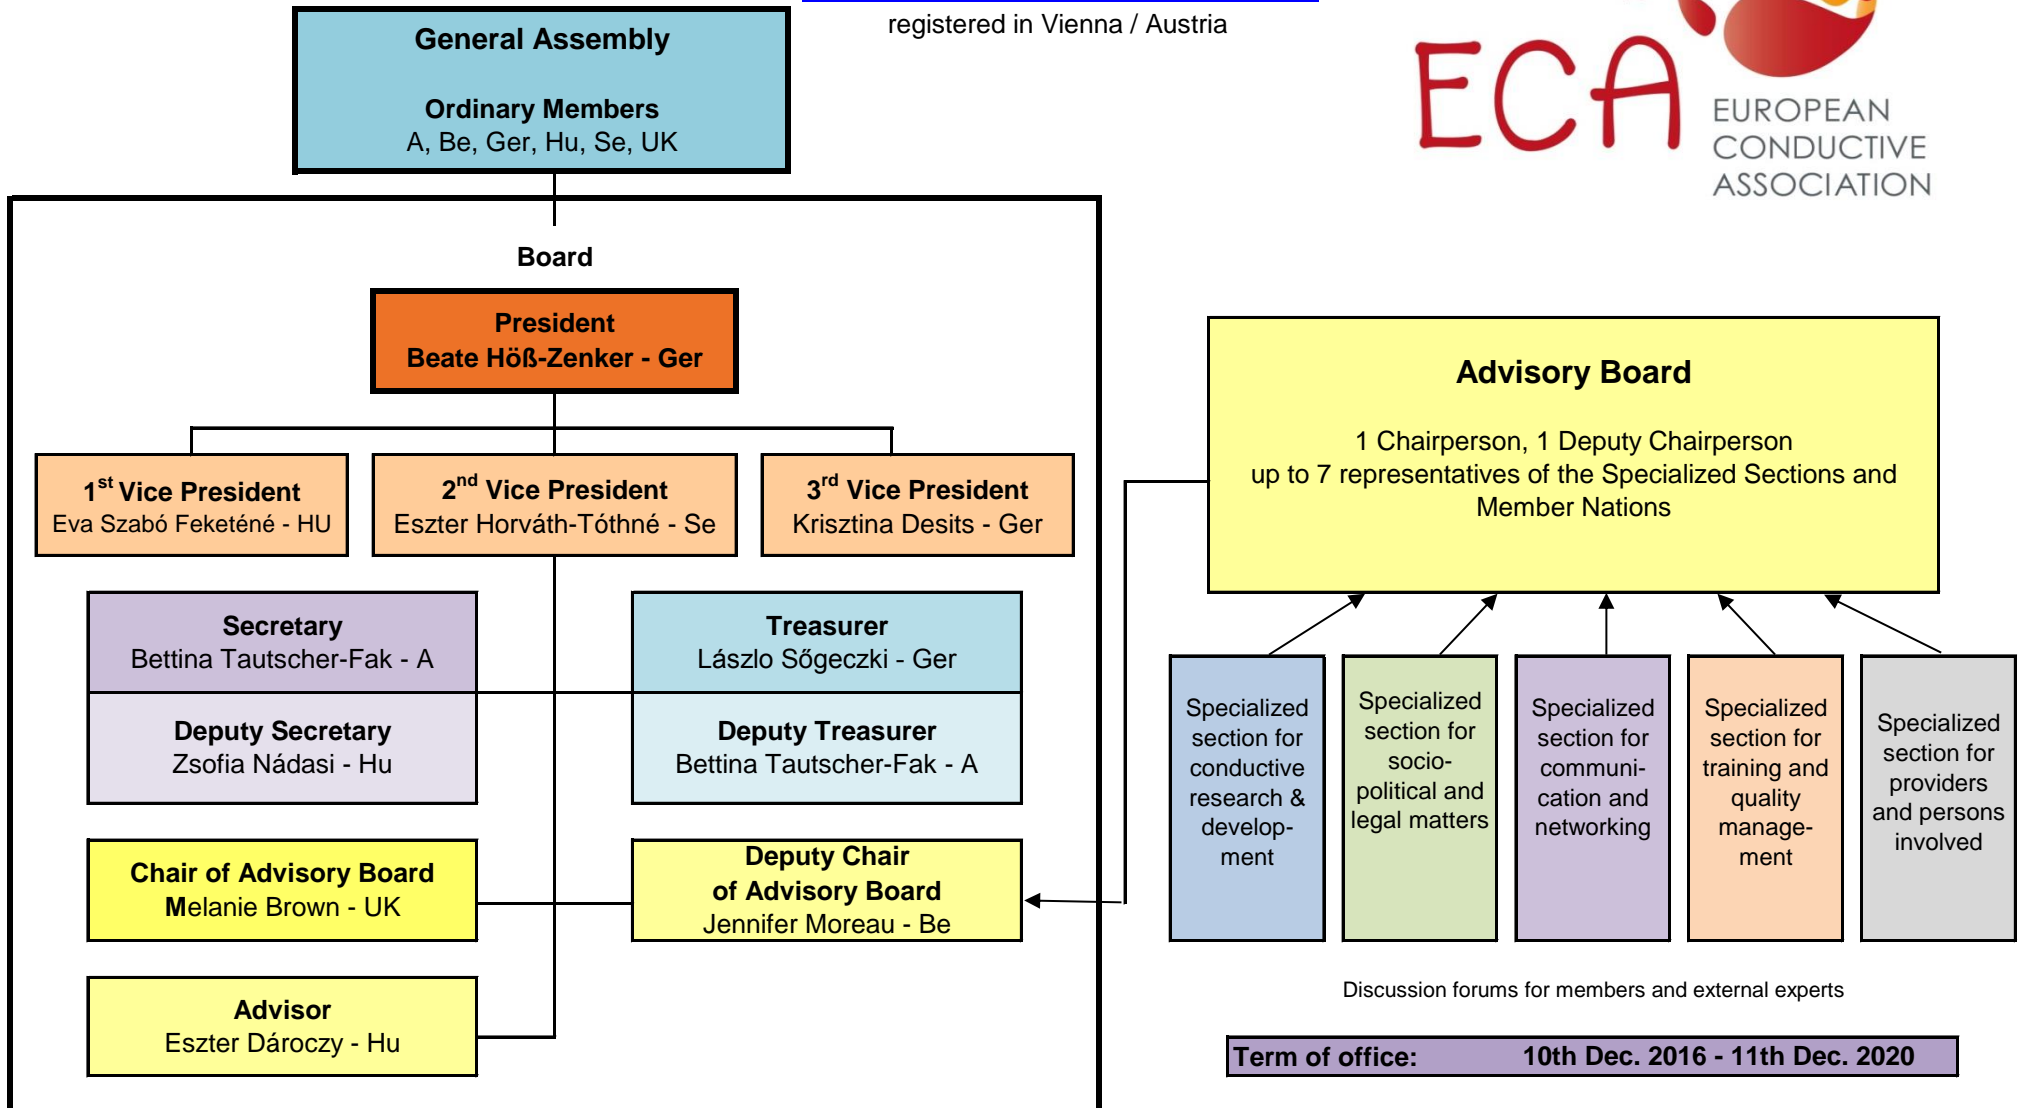 General Assembly
Ordinary Members
A, Be, Ger, Hu, Se, UK
registered in Vienna / Austria
ECA
EUROPEAN
CONDUCTIVE
ASSOCIATION
Board
President
Beate Höß-Zenker - Ger
1st Vice President
Eva Szabó Feketéné - HU
2nd Vice President
Eszter Horváth-Tóthné - Se
3rd Vice President
Krisztina Desits - Ger
Secretary
Bettina Tautscher-Fak - A
Treasurer
Lászlo Sőgeczki - Ger
Deputy Secretary
Zsofia Nádasi - Hu
Deputy Treasurer
Bettina Tautscher-Fak - A
Chair of Advisory Board
Melanie Brown - UK
Deputy Chair
of Advisory Board
Jennifer Moreau - Be
Advisor
Eszter Dároczy - Hu
Advisory Board
1 Chairperson, 1 Deputy Chairperson
up to 7 representatives of the Specialized Sections and
Member Nations
Specialized
section for
conductive
research &
develop-
ment
Specialized
section for
socio-
political and
legal matters
Specialized
section for
communi-
cation and
networking
Specialized
section for
training and
quality
manage-
ment
Specialized
section for
providers
and persons
involved
Discussion forums for members and external experts
Term of office: 10th Dec. 2016 - 11th Dec. 2020